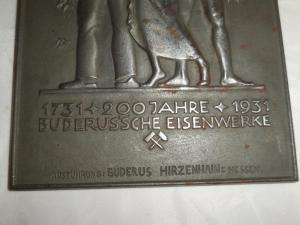 1731 ✦ 200 JAHRE ✦ 1931
BUDERUSSCHE EISENWERKE
AUSFÜHRUNG: BUDERUS HIRZENHAIN: HESSEN